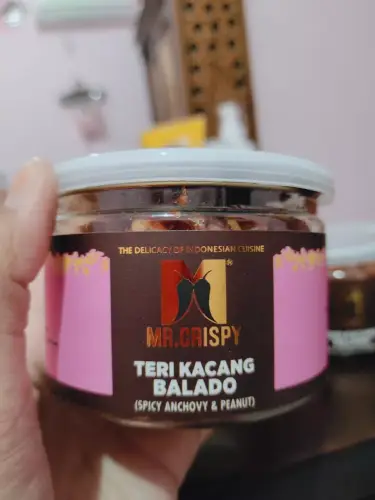 THE DELICACY OF INDONESIAN CUISINE
M®
MR.CRISPY
TERI KACANG
BALADO
(SPICY ANCHOVY & PEANUT)